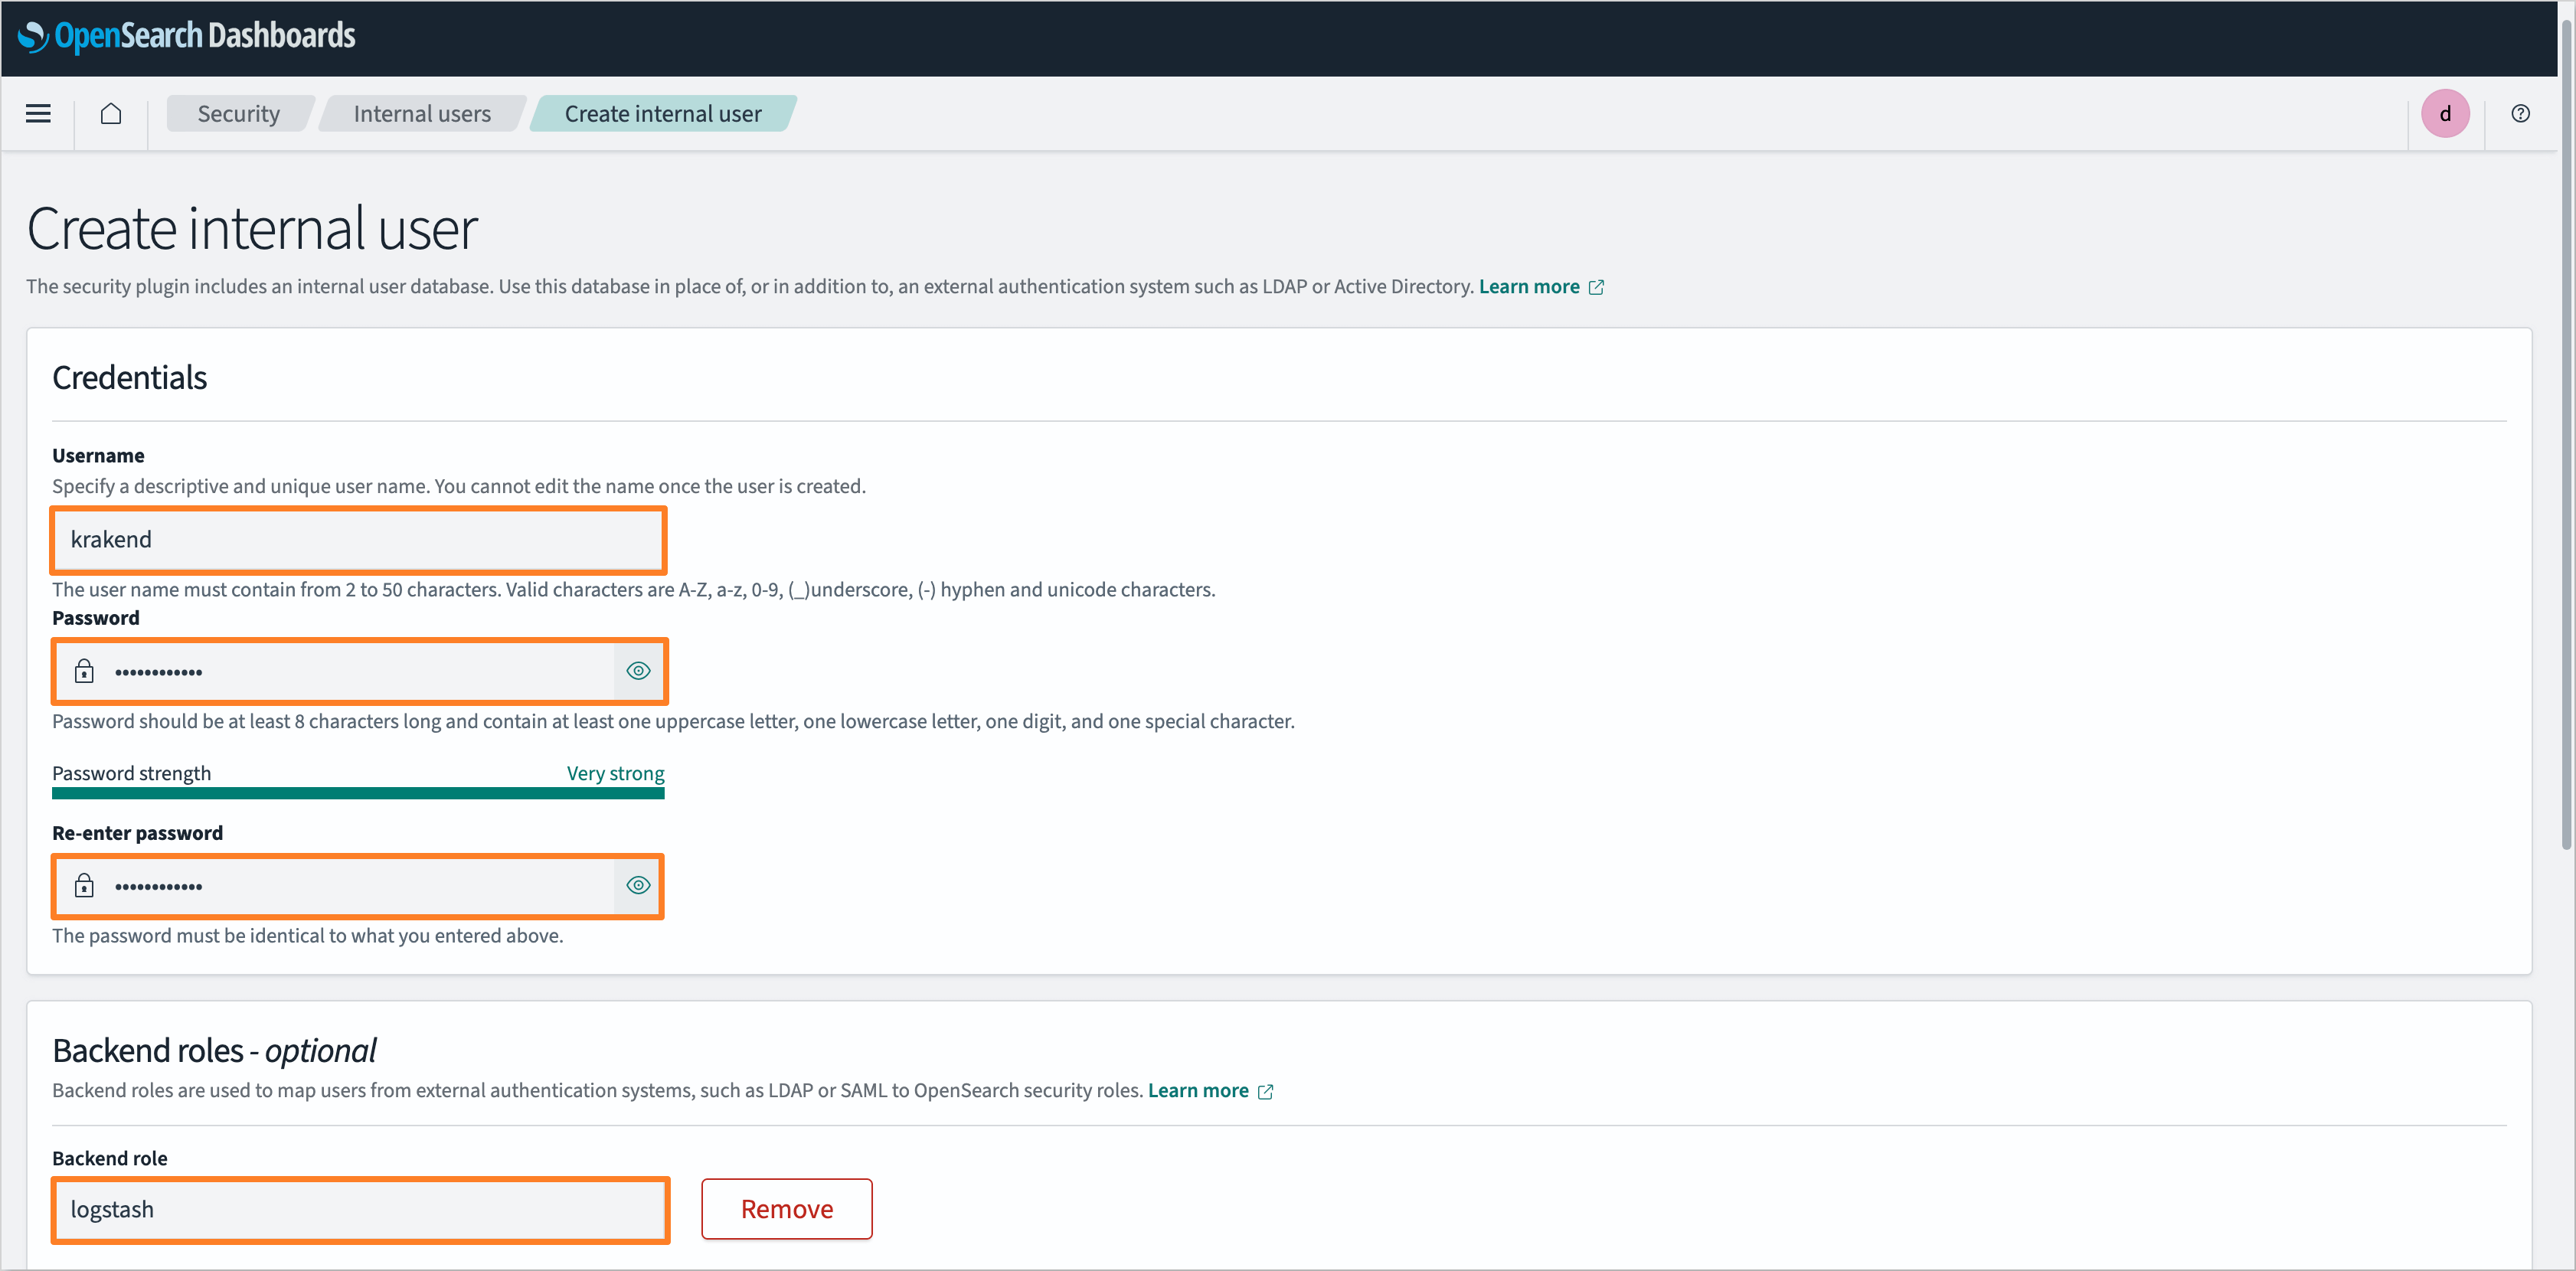 OpenSearch Dashboards
Security
Internal users
Create internal user
d
Create internal user
The security plugin includes an internal user database. Use this database in place of, or in addition to, an external authentication system such as LDAP or Active Directory. Learn more
Credentials
Username
Specify a descriptive and unique user name. You cannot edit the name once the user is created.
krakend
The user name must contain from 2 to 50 characters. Valid characters are A-Z, a-z, 0-9, (_)underscore, (-) hyphen and unicode characters.
Password
••••••••••••
Password should be at least 8 characters long and contain at least one uppercase letter, one lowercase letter, one digit, and one special character.
Password strength Very strong
Re-enter password
••••••••••••
The password must be identical to what you entered above.
Backend roles - optional
Backend roles are used to map users from external authentication systems, such as LDAP or SAML to OpenSearch security roles. Learn more
Backend role
logstash
Remove